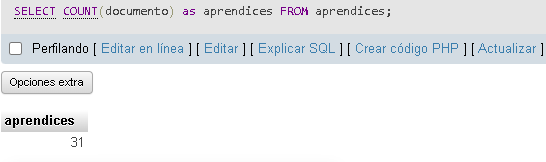 SELECT COUNT(documento) as aprendices FROM aprendices;
Perfilando [ Editar en línea ] [ Editar ] [ Explicar SQL ] [ Crear código PHP ] [ Actualizar ]
Opciones extra
aprendices
31